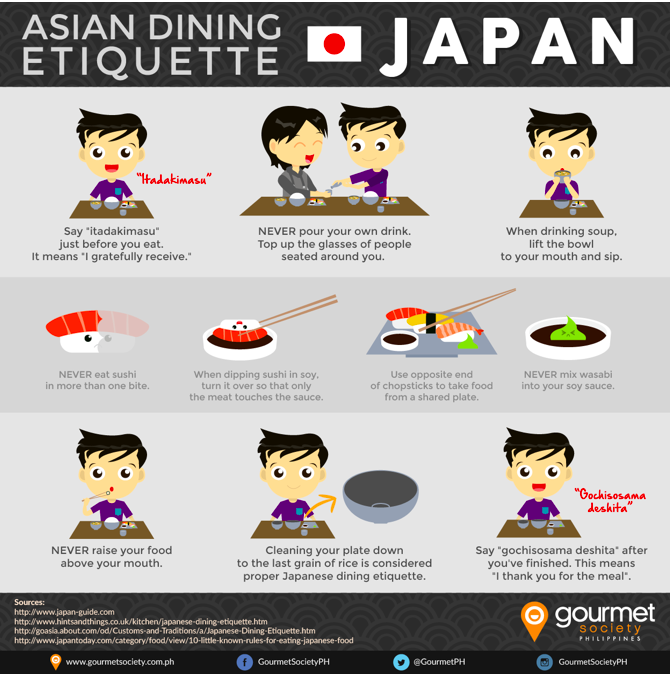 ASIAN DINING
ETIQUETTE
JAPAN
"Itadakimasu"
Say "itadakimasu"
just before you eat.
It means "I gratefully receive."
NEVER pour your own drink.
Top up the glasses of people
seated around you.
When drinking soup,
lift the bowl
to your mouth and sip.
NEVER eat sushi
in more than one bite.
When dipping sushi in soy,
turn it over so that only
the meat touches the sauce.
Use opposite end
of chopsticks to take food
from a shared plate.
NEVER mix wasabi
into your soy sauce.
NEVER raise your food
above your mouth.
Cleaning your plate down
to the last grain of rice is considered
proper Japanese dining etiquette.
"Gochisosama
deshita"
Say "gochisosama deshita" after
you've finished. This means
"I thank you for the meal".
Sources:
http://www.japan-guide.com
http://www.hintsandthings.co.uk/kitchen/japanese-dining-etiquette.htm
http://goasia.about.com/od/Customs-and-Traditions/a/Japanese-Dining-Etiquette.htm
http://www.japantoday.com/category/food/view/10-little-known-rules-for-eating-japanese-food
gourmet
society
PHILIPPINES
www.gourmetsociety.com.ph
GourmetSocietyPH
@GourmetPH
GourmetSocietyPH